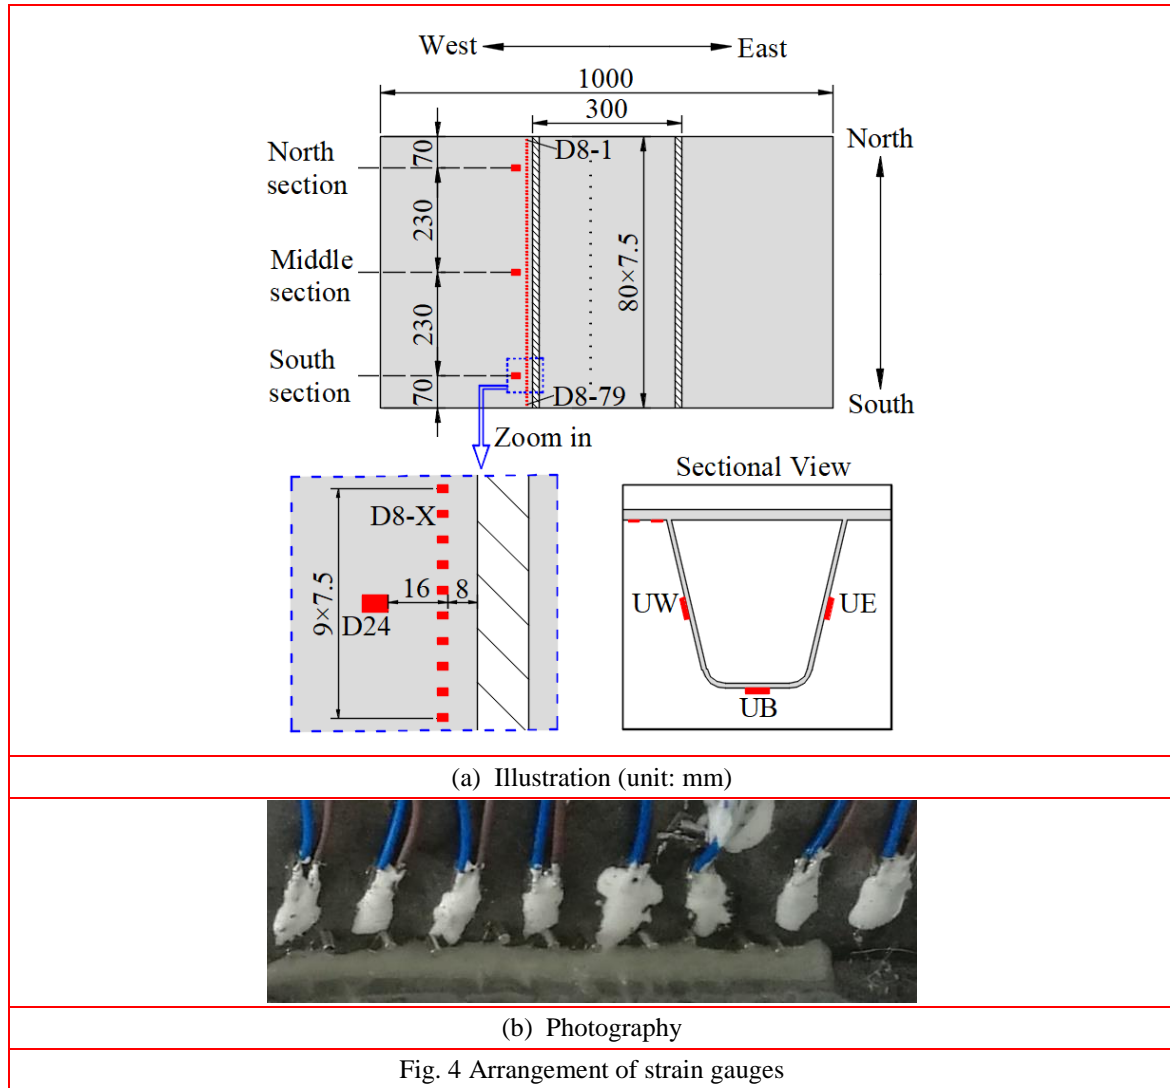 West
East
1000
300
North
section
70
D8-1
North
230
Middle
section
80×7.5
230
South
section
70
D8-79
South
Zoom in
Sectional View
D8-X
9×7.5
16
8
D24
UW
UE
UB
(a) Illustration (unit: mm)
(b) Photography
Fig. 4 Arrangement of strain gauges